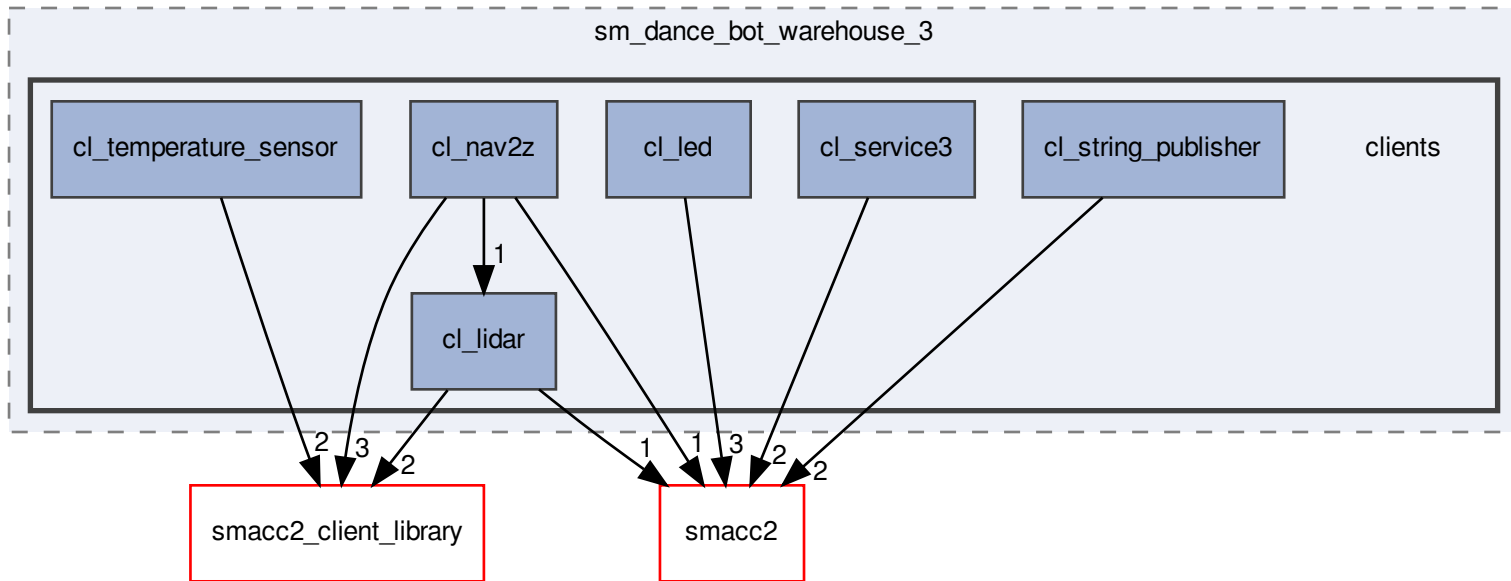 sm_dance_bot_warehouse_3
cl_temperature_sensor
cl_nav2z
cl_led
cl_service3
cl_string_publisher
clients
1
cl_lidar
2
3
2
1
1
3
2
2
smacc2_client_library
smacc2